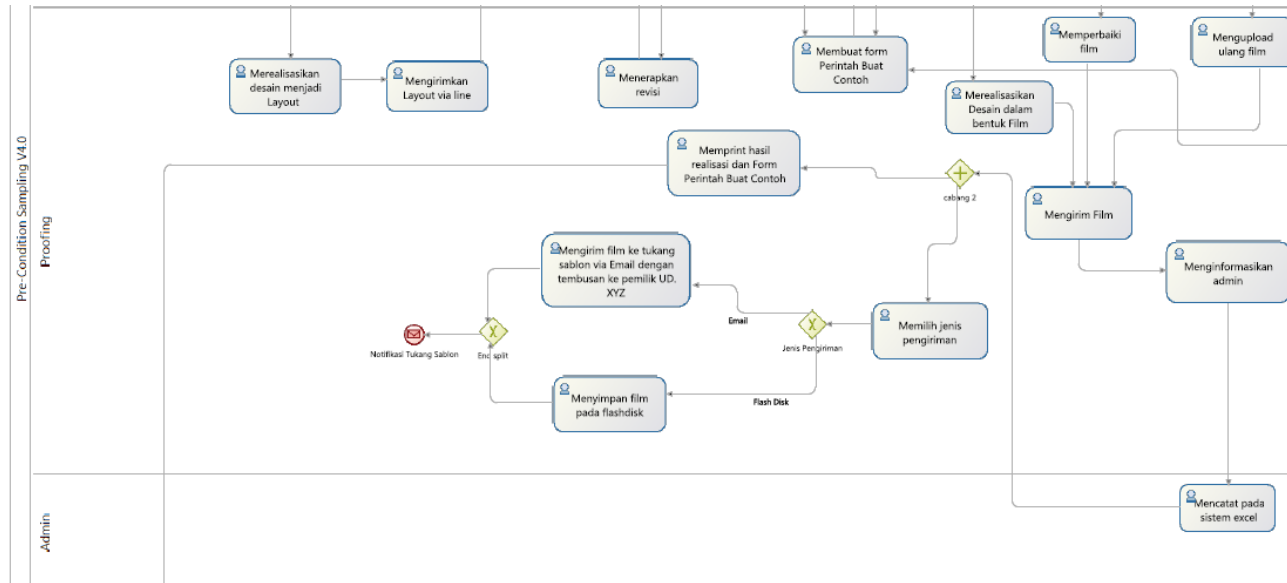 Pre-Condition Sampling V4.0
Proofing
Admin
Merealisasikan
desain menjadi
Layout
Mengirimkan
Layout via line
Menerapkan
revisi
Membuat form
Perintah Buat
Contoh
Merealisasikan
Desain dalam
bentuk Film
Memperbaiki
film
Mengupload
ulang film
Memprint hasil
realisasi dan Form
Perintah Buat Contoh
cabang 2
Mengirim Film
Menginformasikan
admin
Mengirim film ke tukang
sablon via Email dengan
tembusan ke pemilik UD.
XYZ
Email
Memilih jenis
pengiriman
Jenis Pengiriman
Notifikasi Tukang Sablon
End split
Menyimpan film
pada flashdisk
Flash Disk
Mencatat pada
sistem excel